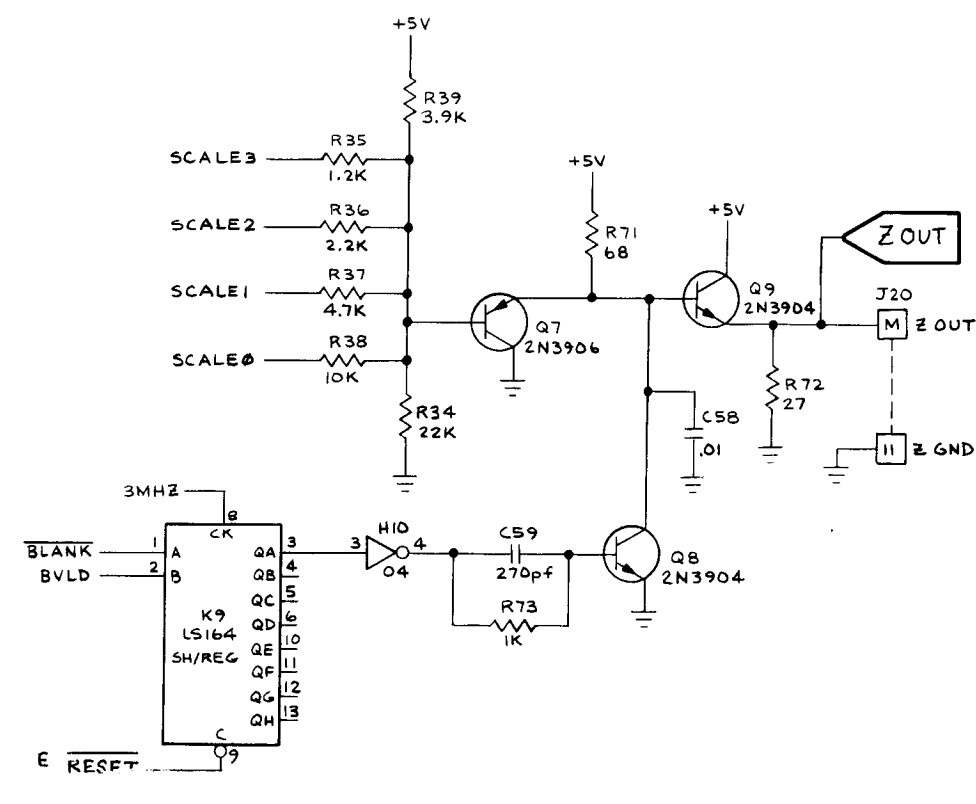 +5V
R39
3.9K
SCALE3
R35
1.2K
SCALE2
R36
2.2K
SCALE1
R37
4.7K
SCALE0
R38
10K
R34
22K
Q7
2N3906
+5V
R71
68
+5V
Q9
2N3904
Z OUT
J20
M Z OUT
R72
27
11 Z GND
C58
.01
3MHZ
8
CK
BLANK 1 A
BVLD 2 B
K9
LS164
SH/REG
QA 3
QB 4
QC 5
QD 6
QE 10
QF 11
QG 12
QH 13
C
9
E RESET
H10
3 4
04
C59
270pf
R73
1K
Q8
2N3904